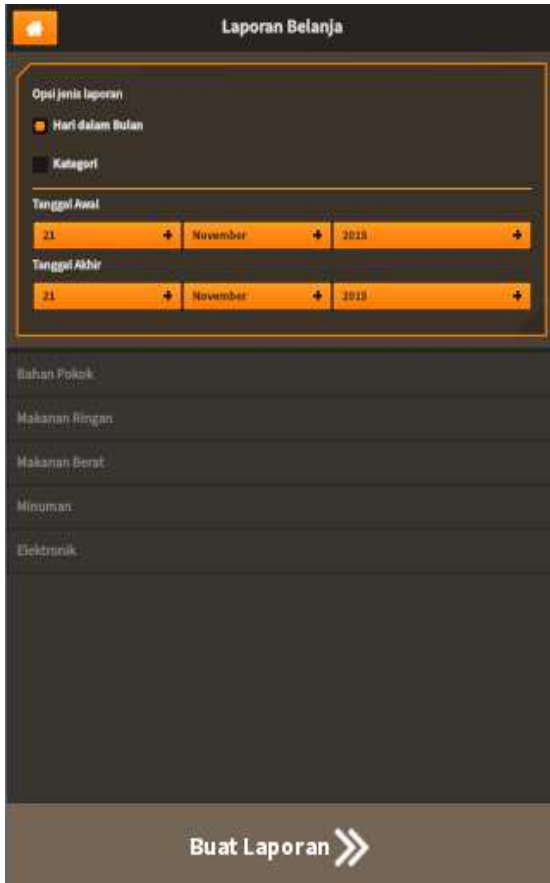 Laporan Belanja
Opsi jenis laporan
Hari dalam Bulan
Kategori
Tanggal Awal
21 November 2015
Tanggal Akhir
21 November 2015
Bahan Pokok
Makanan Ringan
Makanan Berat
Minuman
Elektronik
Buat Laporan